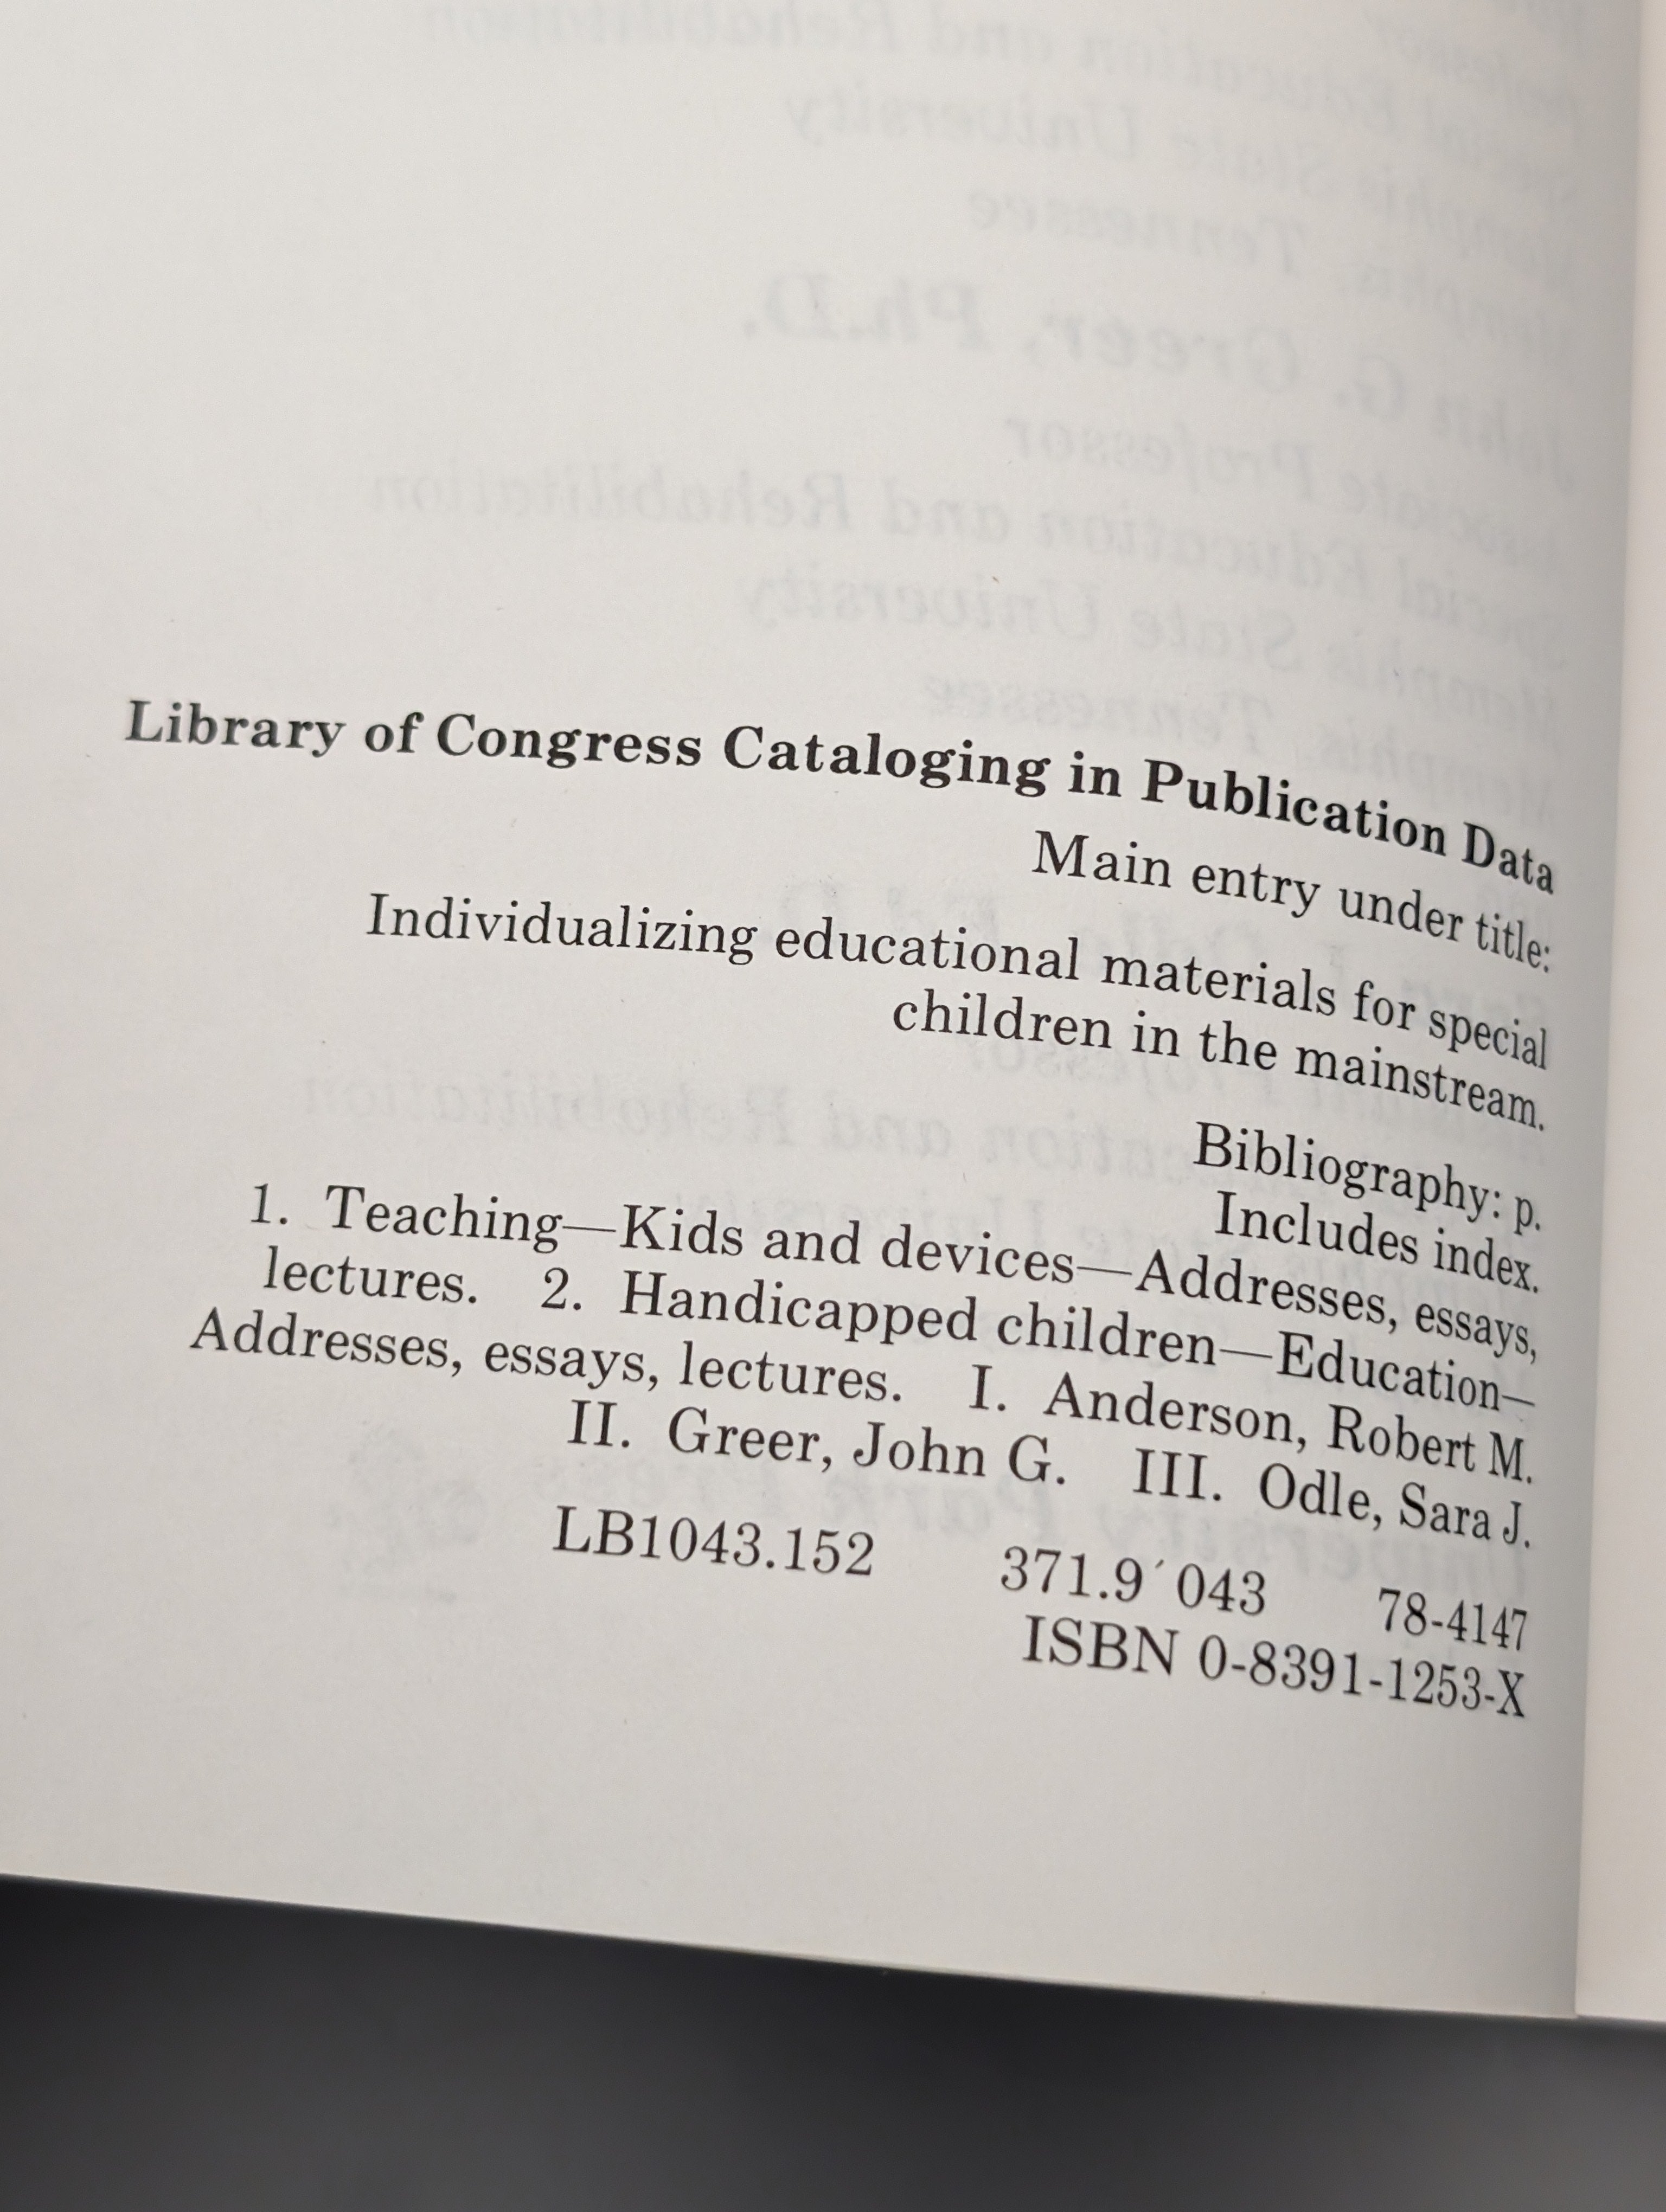 Library of Congress Cataloging in Publication Data
Main entry under title:
Individualizing educational materials for special
children in the mainstream.
Bibliography: p.
Includes index.
1. Teaching—Kids and devices—Addresses, essays,
lectures. 2. Handicapped children—Education—
Addresses, essays, lectures. I. Anderson, Robert M.
II. Greer, John G. III. Odle, Sara J.
LB1043.152 371.9´043 78-4147
ISBN 0-8391-1253-X